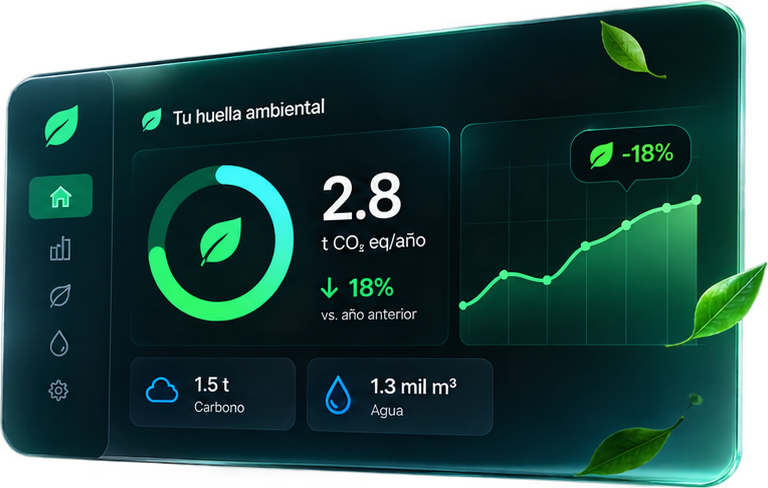 Tu huella ambiental
2.8
t CO₂ eq/año
↓ 18%
vs. año anterior
-18%
1.5 t
Carbono
1.3 mil m³
Agua